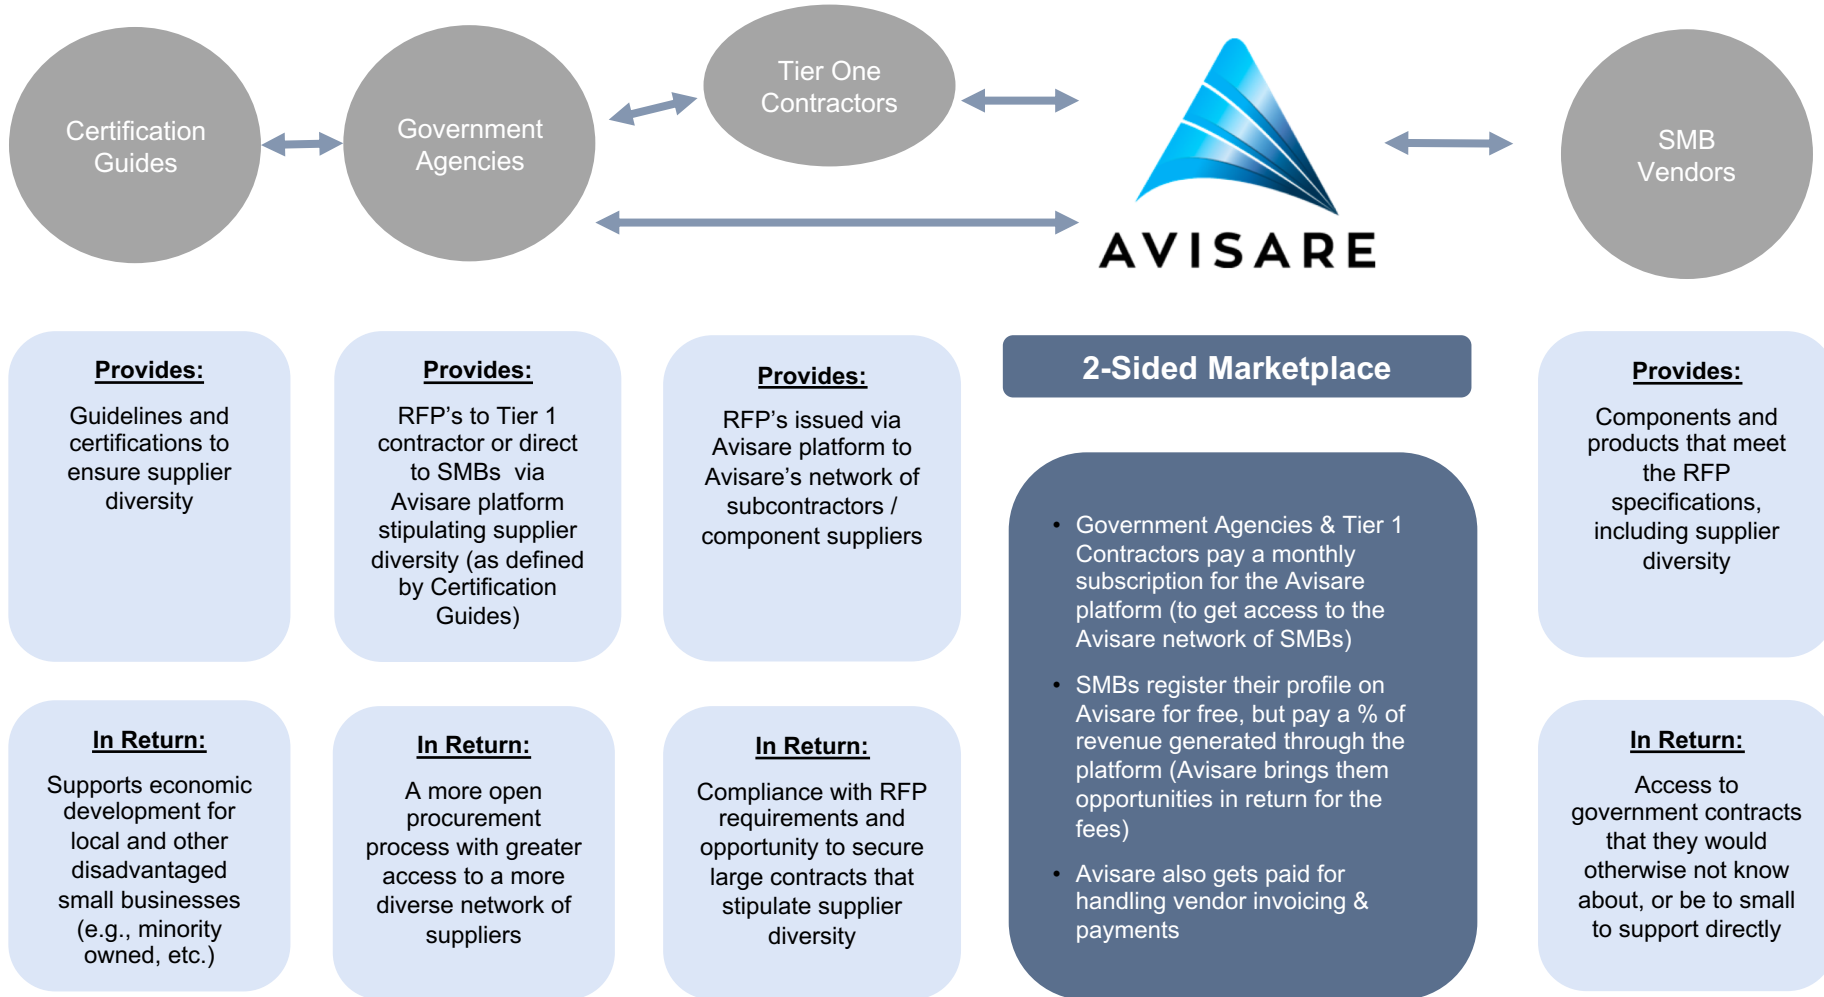 Certification
Guides
Government
Agencies
Tier One
Contractors
AVISARE
SMB
Vendors
Provides:
Guidelines and
certifications to
ensure supplier
diversity
Provides:
RFP’s to Tier 1
contractor or direct
to SMBs via
Avisare platform
stipulating supplier
diversity (as defined
by Certification
Guides)
Provides:
RFP’s issued via
Avisare platform to
Avisare’s network of
subcontractors /
component suppliers
2-Sided Marketplace
• Government Agencies & Tier 1
Contractors pay a monthly
subscription for the Avisare
platform (to get access to the
Avisare network of SMBs)
• SMBs register their profile on
Avisare for free, but pay a % of
revenue generated through the
platform (Avisare brings them
opportunities in return for the
fees)
• Avisare also gets paid for
handling vendor invoicing &
payments
Provides:
Components and
products that meet
the RFP
specifications,
including supplier
diversity
In Return:
Supports economic
development for
local and other
disadvantaged
small businesses
(e.g., minority
owned, etc.)
In Return:
A more open
procurement
process with greater
access to a more
diverse network of
suppliers
In Return:
Compliance with RFP
requirements and
opportunity to secure
large contracts that
stipulate supplier
diversity
In Return:
Access to
government contracts
that they would
otherwise not know
about, or be to small
to support directly